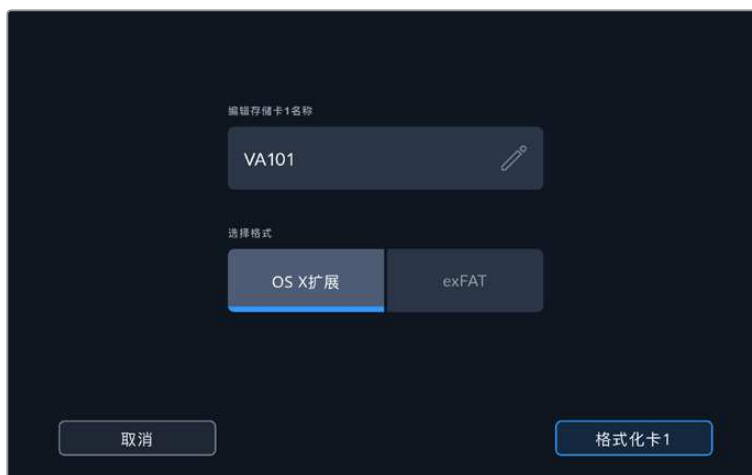 编辑存储卡1名称
VA101
选择格式
OS X扩展
exFAT
取消
格式化卡1